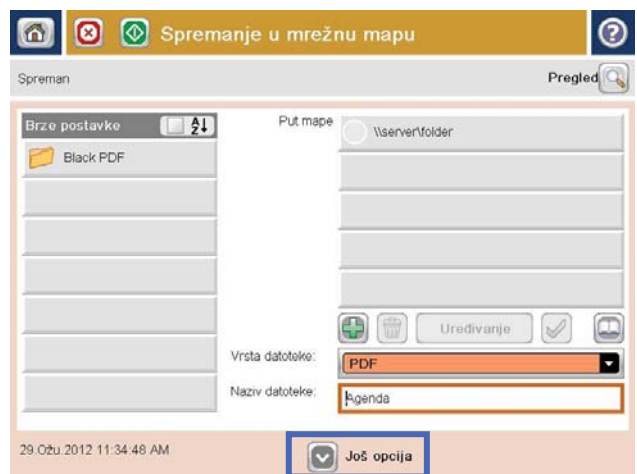 Spremanje u mrežnu mapu
Spreman
Pregled
Brze postavke
Black PDF
Put mape
\\server\folder
Uređivanje
Vrsta datoteke:
PDF
Naziv datoteke:
Agenda
29.Ožu 2012 11:34:48 AM
Još opcija